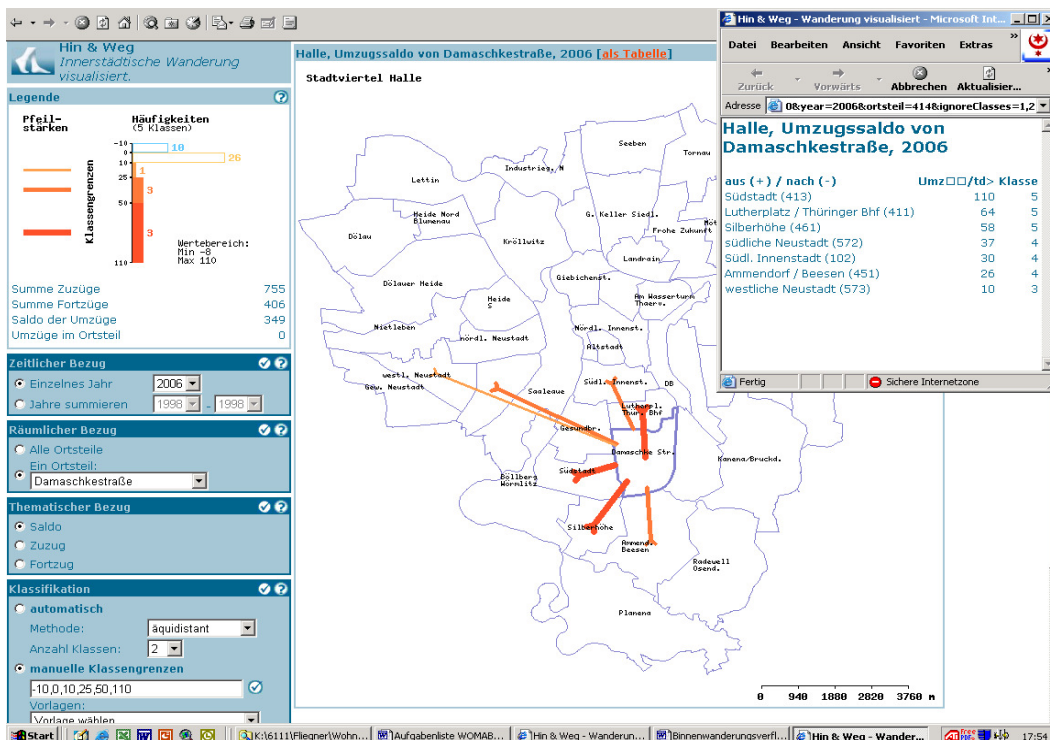 Hin & Weg
Innerstädtische Wanderung
visualisiert.
Legende
Pfeil-
stärken
Häufigkeiten
(5 Klassen)
Klassengrenzen
-10
0
10
25
50
110
18
26
1
3
3
Wertebereich:
Min -8
Max 110
Summe Zuzüge 755
Summe Fortzüge 406
Saldo der Umzüge 349
Umzüge im Ortsteil 0
Zeitlicher Bezug
Einzelnes Jahr 2006
Jahre summieren 1998 - 1998
Räumlicher Bezug
Alle Ortsteile
Ein Ortsteil:
Damaschkestraße
Thematischer Bezug
Saldo
Zuzug
Fortzug
Klassifikation
automatisch
Methode: äquidistant
Anzahl Klassen: 2
manuelle Klassengrenzen
-10,0,10,25,50,110
Vorlagen:
Vorlage wählen
Halle, Umzugssaldo von Damaschkestraße, 2006 [als Tabelle]
Stadtviertel Halle
Seeben
Tornau
Industrieg. N
Lettin
Heide Nord
Blumenau
G. Keller Siedl.
Frohe Zukunft
Dölau
Kröllwitz
Landrain
Giebichenst.
Dölauer Heide
Heide
S
Am Wasserturm
Thaers.
Nietleben
nördl. Neustadt
Nördl. Innenst.
Altstadt
westl. Neustadt
Gew. Neustadt
Saaleaue
Südl. Innenst.
DB
Lutherpl.
Thür. Bhf
Gesundbr.
Damaschke Str.
Kanena/Bruckd.
Südstadt
Böllberg
Wörmlitz
Silberhöhe
Ammend.
Beesen
Radewell
Osend.
Planena
0 940 1880 2820 3760 m
Hin & Weg - Wanderung visualisiert - Microsoft Int...
Datei Bearbeiten Ansicht Favoriten Extras »
Zurück Vorwärts Abbrechen Aktualisier...
Adresse 0&year=2006&ortsteil=414&ignoreClasses=1,2
Halle, Umzugssaldo von
Damaschkestraße, 2006
aus (+) / nach (-) Umz□□/td> Klasse
Südstadt (413) 110 5
Lutherplatz / Thüringer Bhf (411) 64 5
Silberhöhe (461) 58 5
südliche Neustadt (572) 37 4
Südl. Innenstadt (102) 30 4
Ammendorf / Beesen (451) 26 4
westliche Neustadt (573) 10 3
Fertig Sichere Internetzone
Start K:\6111\Fliegner\Wohn... Aufgabenliste WOMAB... Hin & Weg - Wanderun... Binnenwanderungsverfl... Hin & Weg - Wander... 17:54